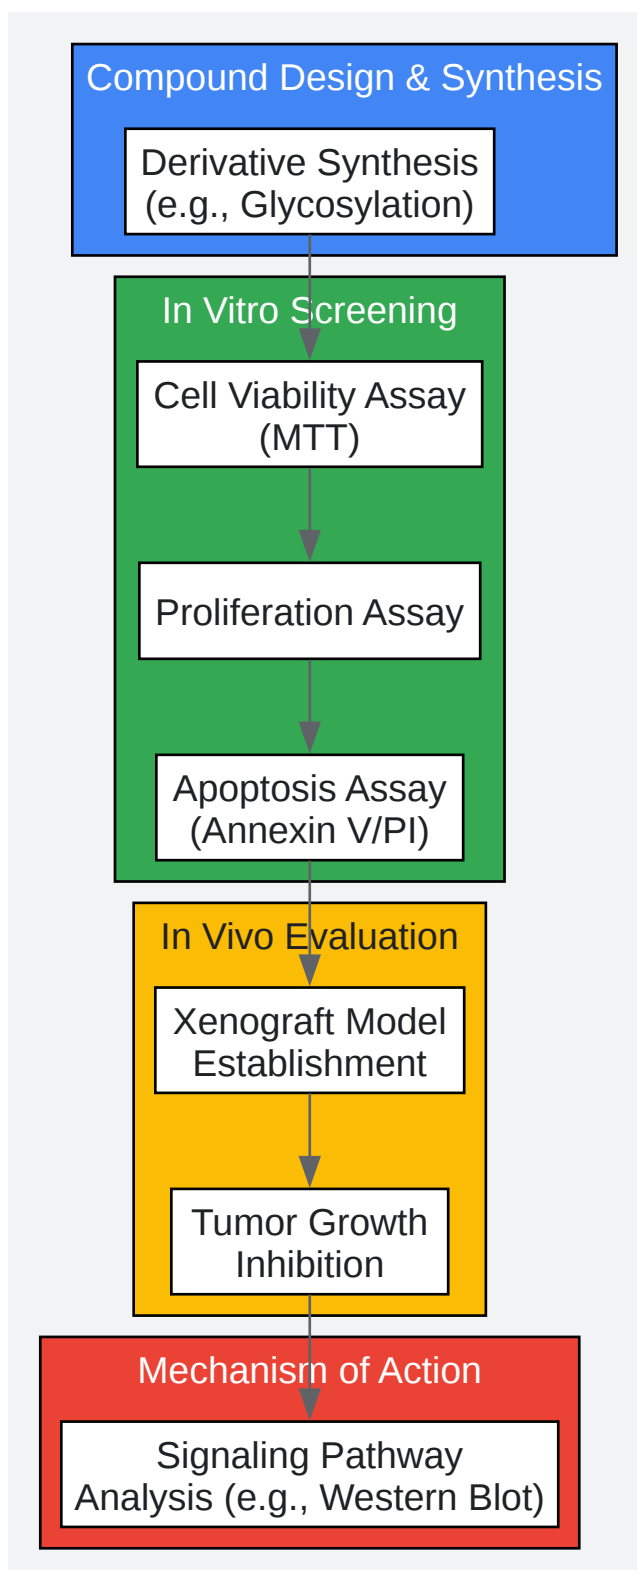 Compound Design & Synthesis
Derivative Synthesis
(e.g., Glycosylation)
In Vitro Screening
Cell Viability Assay
(MTT)
Proliferation Assay
Apoptosis Assay
(Annexin V/PI)
In Vivo Evaluation
Xenograft Model
Establishment
Tumor Growth
Inhibition
Mechanism of Action
Signaling Pathway
Analysis (e.g., Western Blot)